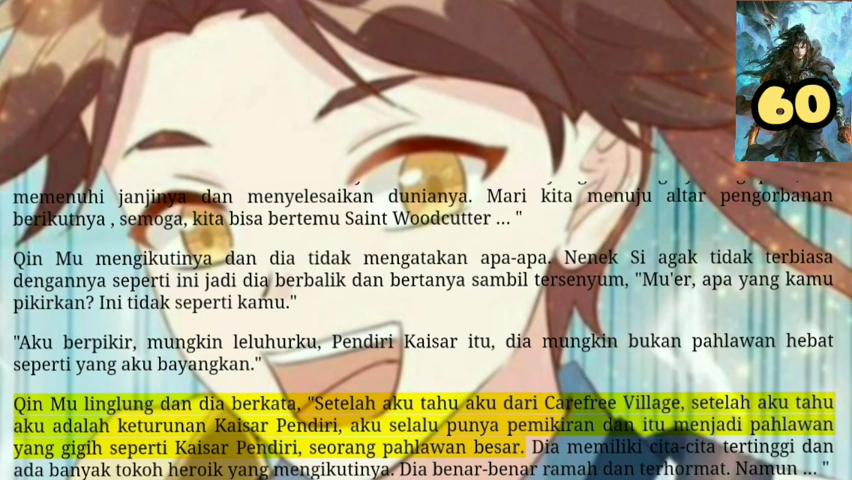 60
memenuhi janjinya dan menyelesaikan dunianya. Mari kita menuju altar pengorbanan
berikutnya , semoga, kita bisa bertemu Saint Woodcutter ... "
Qin Mu mengikutinya dan dia tidak mengatakan apa-apa. Nenek Si agak tidak terbiasa
dengannya seperti ini jadi dia berbalik dan bertanya sambil tersenyum, "Mu'er, apa yang kamu
pikirkan? Ini tidak seperti kamu."
"Aku berpikir, mungkin leluhurku, Pendiri Kaisar itu, dia mungkin bukan pahlawan hebat
seperti yang aku bayangkan."
Qin Mu linglung dan dia berkata, "Setelah aku tahu aku dari Carefree Village, setelah aku tahu
aku adalah keturunan Kaisar Pendiri, aku selalu punya pemikiran dan itu menjadi pahlawan
yang gigih seperti Kaisar Pendiri, seorang pahlawan besar. Dia memiliki cita-cita tertinggi dan
ada banyak tokoh heroik yang mengikutinya. Dia benar-benar ramah dan terhormat. Namun ... "